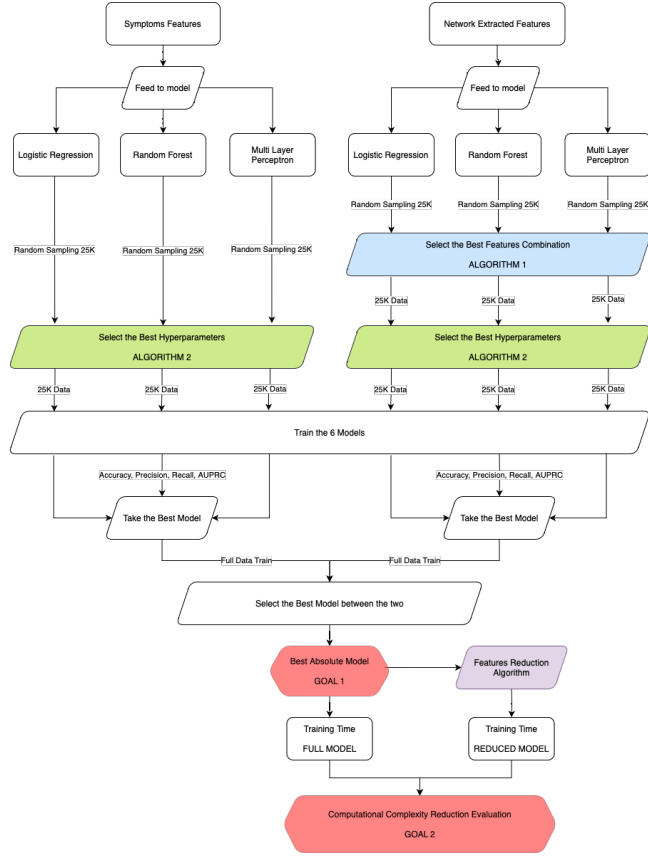 Symptoms Features
Network Extracted Features
Feed to model
Feed to model
Logistic Regression
Random Forest
Multi Layer
Perceptron
Logistic Regression
Random Forest
Multi Layer
Perceptron
Random Sampling 25K
Random Sampling 25K
Random Sampling 25K
Random Sampling 25K
Random Sampling 25K
Random Sampling 25K
Select the Best Features Combination
ALGORITHM 1
25K Data
25K Data
25K Data
Select the Best Hyperparameters
ALGORITHM 2
Select the Best Hyperparameters
ALGORITHM 2
25K Data
25K Data
25K Data
25K Data
25K Data
25K Data
Train the 6 Models
Accuracy, Precision, Recall, AUPRC
Accuracy, Precision, Recall, AUPRC
Take the Best Model
Take the Best Model
Full Data Train
Full Data Train
Select the Best Model between the two
Best Absolute Model
GOAL 1
Features Reduction
Algorithm
Training Time
FULL MODEL
Training Time
REDUCED MODEL
Computational Complexity Reduction Evaluation
GOAL 2